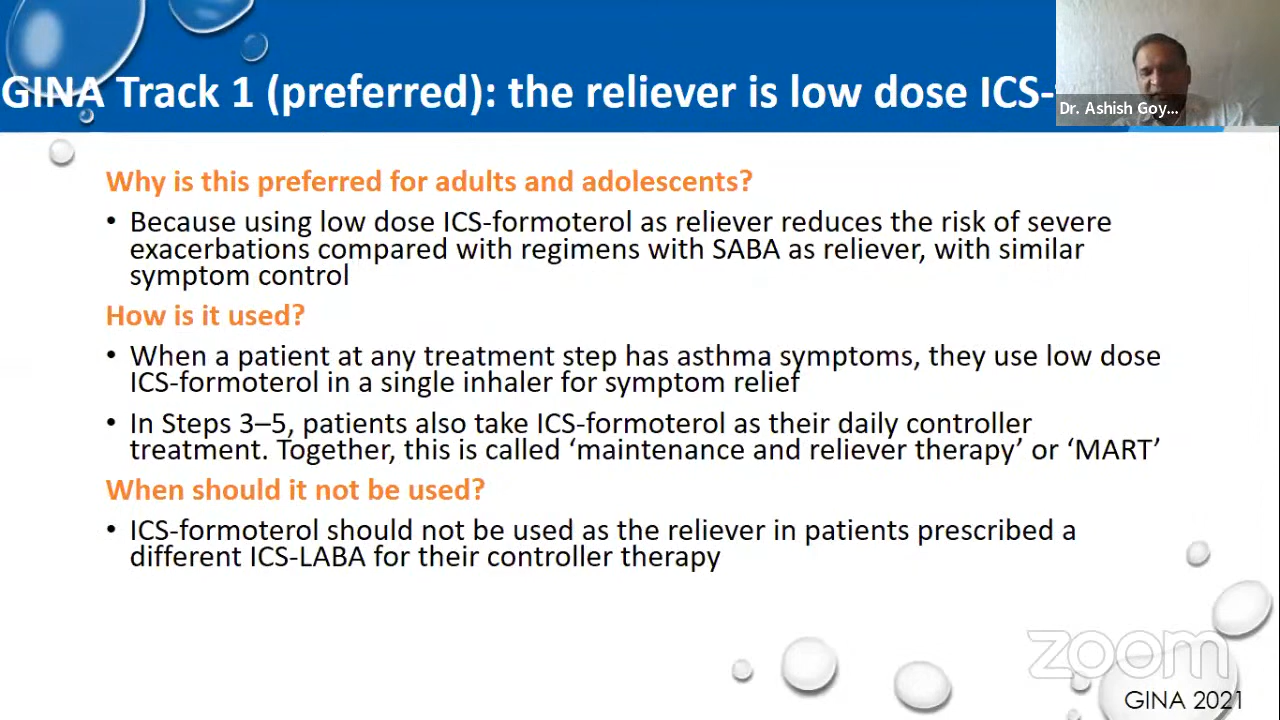 GINA Track 1 (preferred): the reliever is low dose ICS-
Dr. Ashish Goy...
Why is this preferred for adults and adolescents?
• Because using low dose ICS-formoterol as reliever reduces the risk of severe
exacerbations compared with regimens with SABA as reliever, with similar
symptom control
How is it used?
• When a patient at any treatment step has asthma symptoms, they use low dose
ICS-formoterol in a single inhaler for symptom relief
• In Steps 3–5, patients also take ICS-formoterol as their daily controller
treatment. Together, this is called ‘maintenance and reliever therapy’ or ‘MART’
When should it not be used?
• ICS-formoterol should not be used as the reliever in patients prescribed a
different ICS-LABA for their controller therapy
zoom
GINA 2021